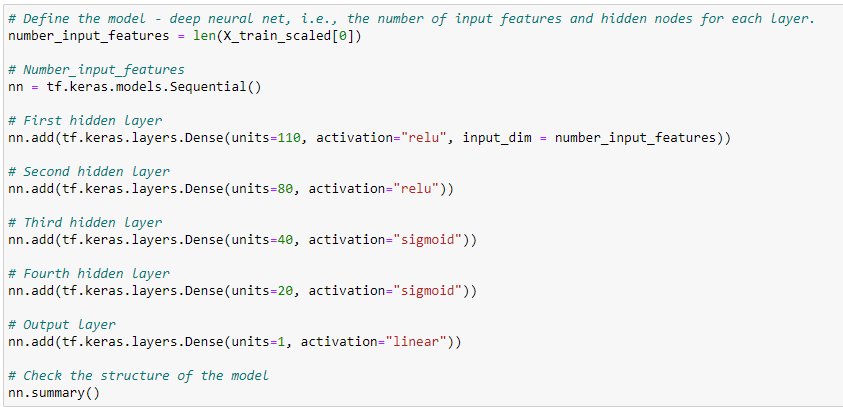 # Define the model - deep neural net, i.e., the number of input features and hidden nodes for each layer.
number_input_features = len(X_train_scaled[0])
# Number_input_features
nn = tf.keras.models.Sequential()
# First hidden layer
nn.add(tf.keras.layers.Dense(units=110, activation="relu", input_dim = number_input_features))
# Second hidden layer
nn.add(tf.keras.layers.Dense(units=80, activation="relu"))
# Third hidden layer
nn.add(tf.keras.layers.Dense(units=40, activation="sigmoid"))
# Fourth hidden layer
nn.add(tf.keras.layers.Dense(units=20, activation="sigmoid"))
# Output layer
nn.add(tf.keras.layers.Dense(units=1, activation="linear"))
# Check the structure of the model
nn.summary()